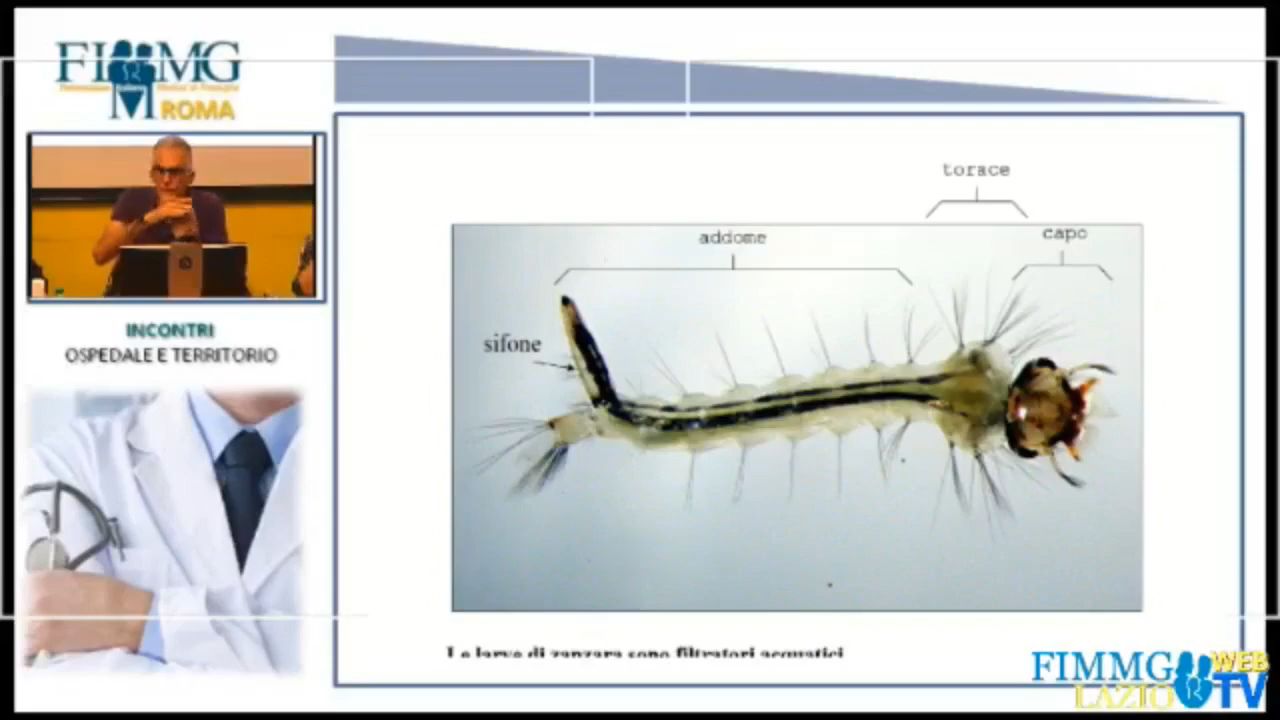 FIMMG
ROMA
INCONTRI
OSPEDALE E TERRITORIO
torace
addome
capo
sifone
Le larve di zanzara sono filtratori acquatici
FIMMG WEB
LAZIO TV